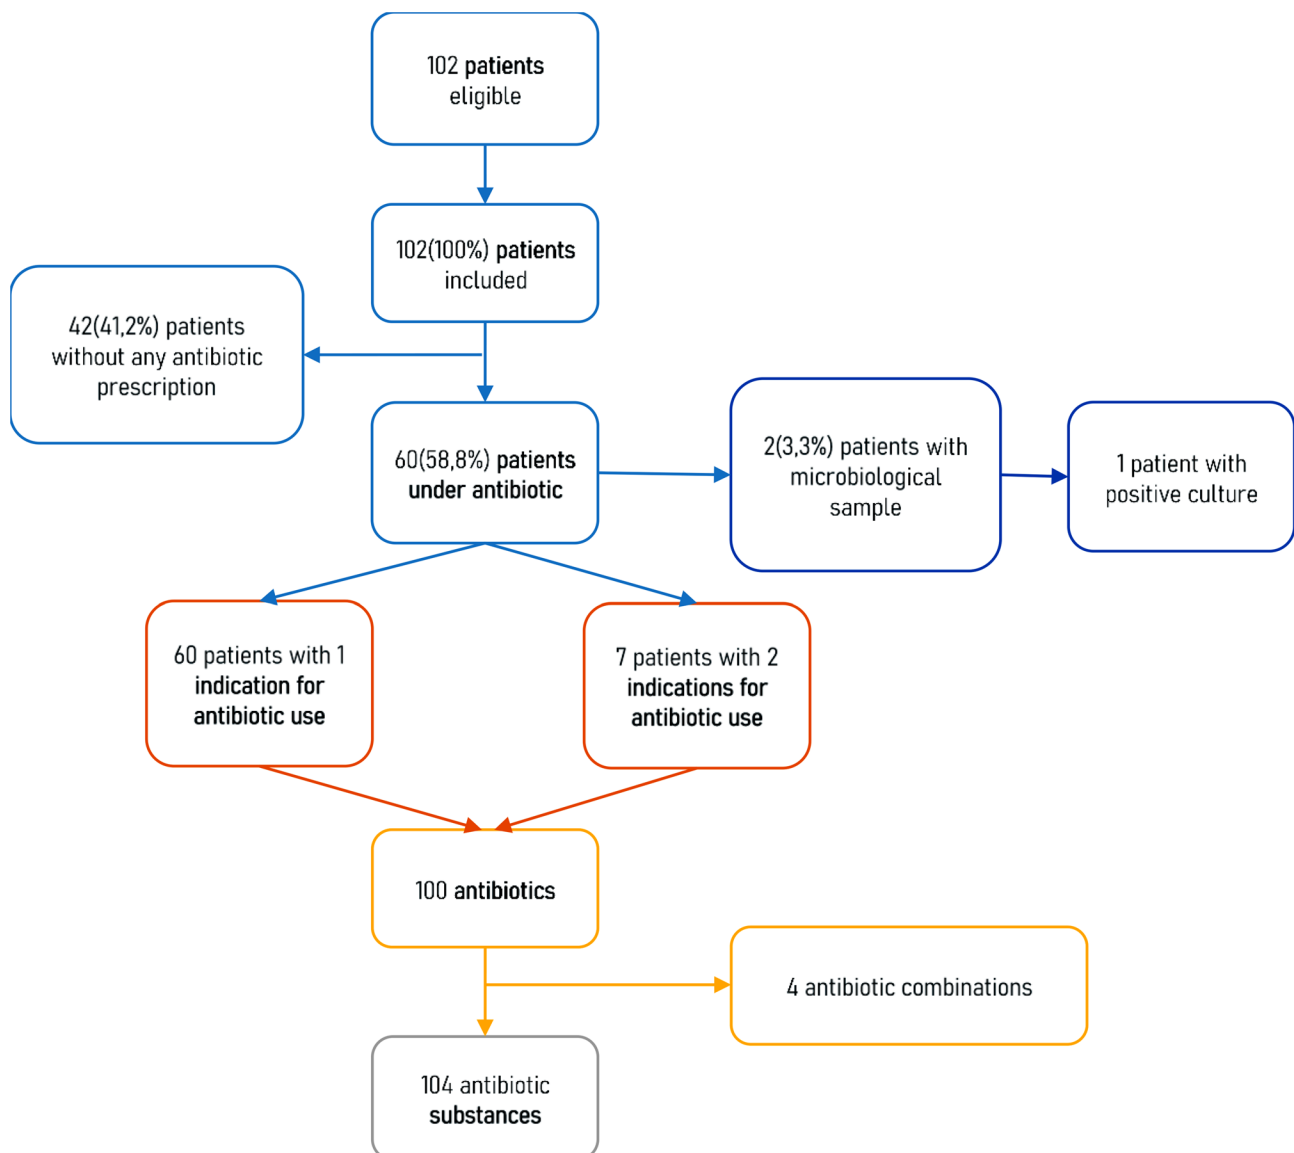 102 patients
eligible
102(100%) patients
included
42(41,2%) patients
without any antibiotic
prescription
60(58,8%) patients
under antibiotic
2(3,3%) patients with
microbiological
sample
1 patient with
positive culture
60 patients with 1
indication for
antibiotic use
7 patients with 2
indications for
antibiotic use
100 antibiotics
4 antibiotic combinations
104 antibiotic
substances